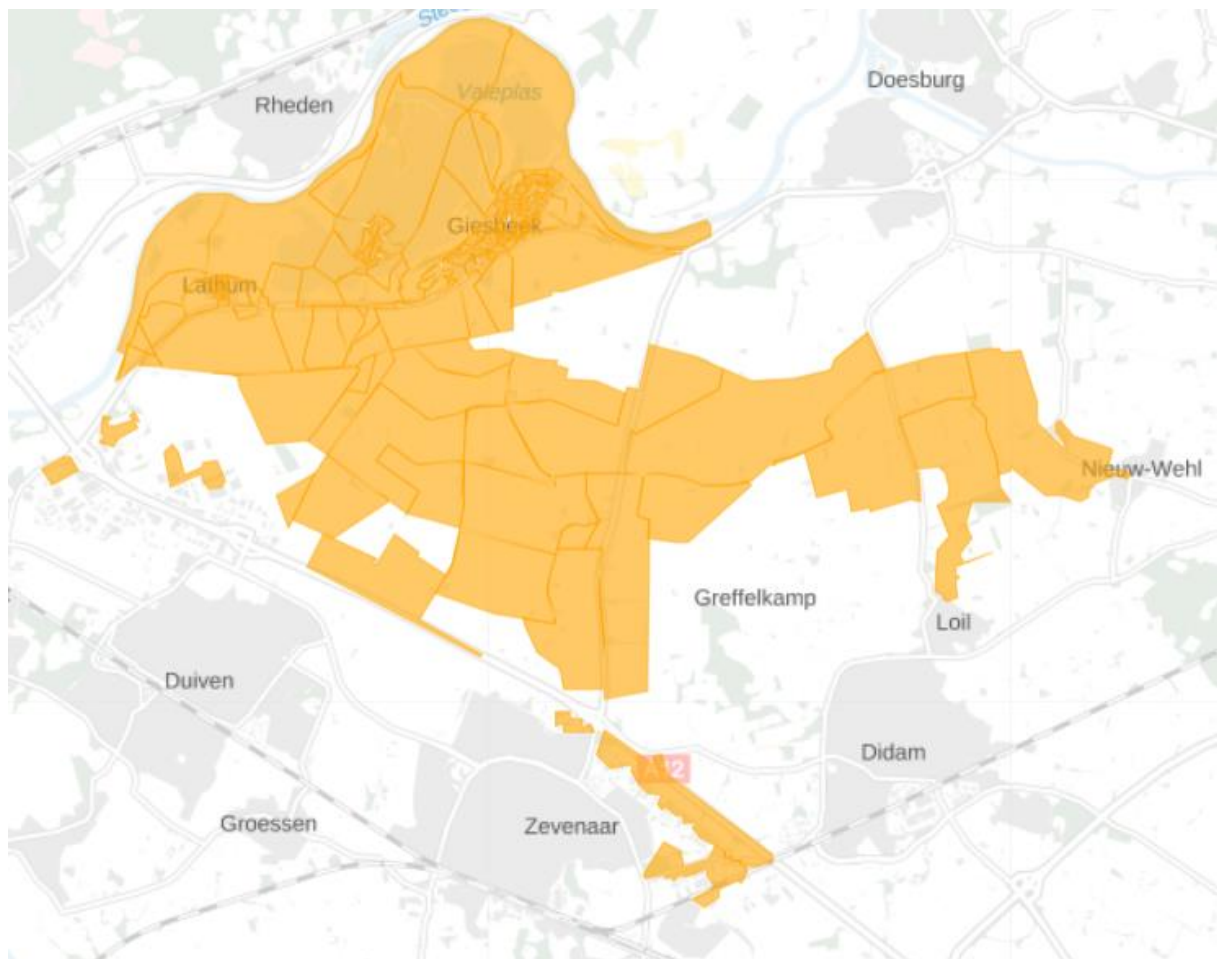 Doesburg
Rheden
Valeplas
Giesbeek
Lathum
Nieuw-Wehl
Greffelkamp
Loil
Duiven
Didam
A12
Groessen
Zevenaar